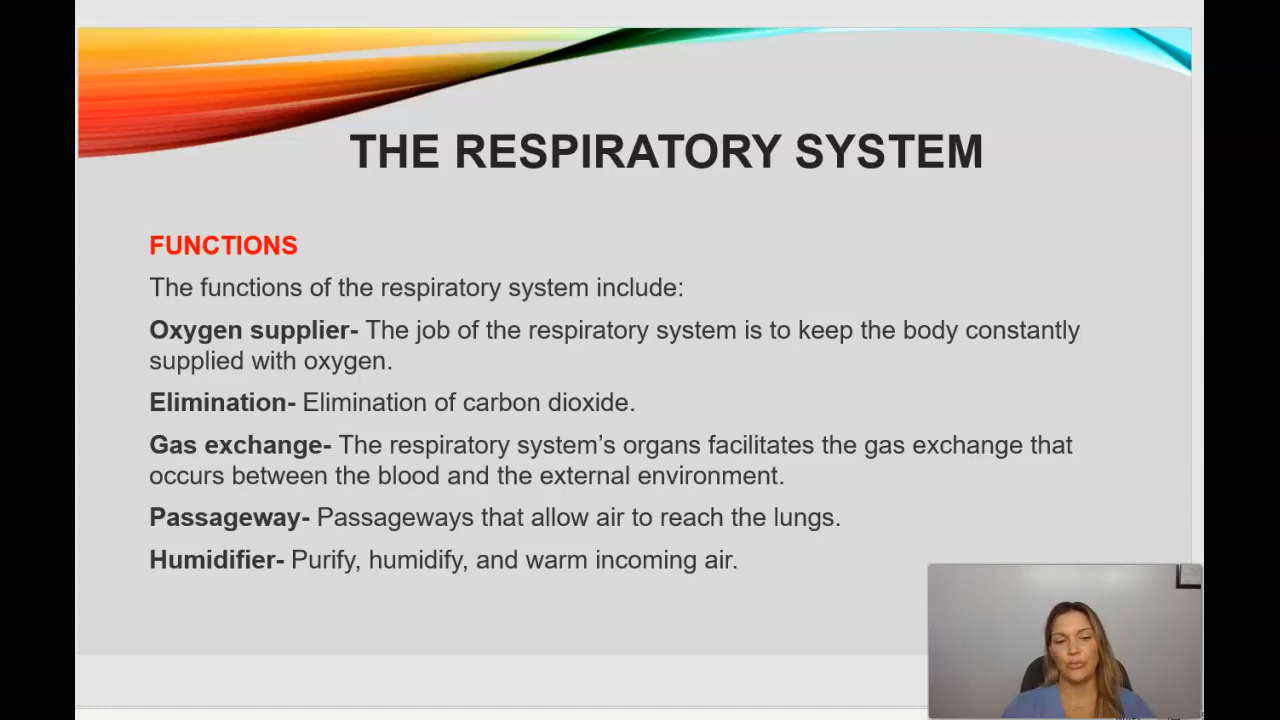 THE RESPIRATORY SYSTEM
FUNCTIONS
The functions of the respiratory system include:
Oxygen supplier- The job of the respiratory system is to keep the body constantly
supplied with oxygen.
Elimination- Elimination of carbon dioxide.
Gas exchange- The respiratory system’s organs facilitates the gas exchange that
occurs between the blood and the external environment.
Passageway- Passageways that allow air to reach the lungs.
Humidifier- Purify, humidify, and warm incoming air.